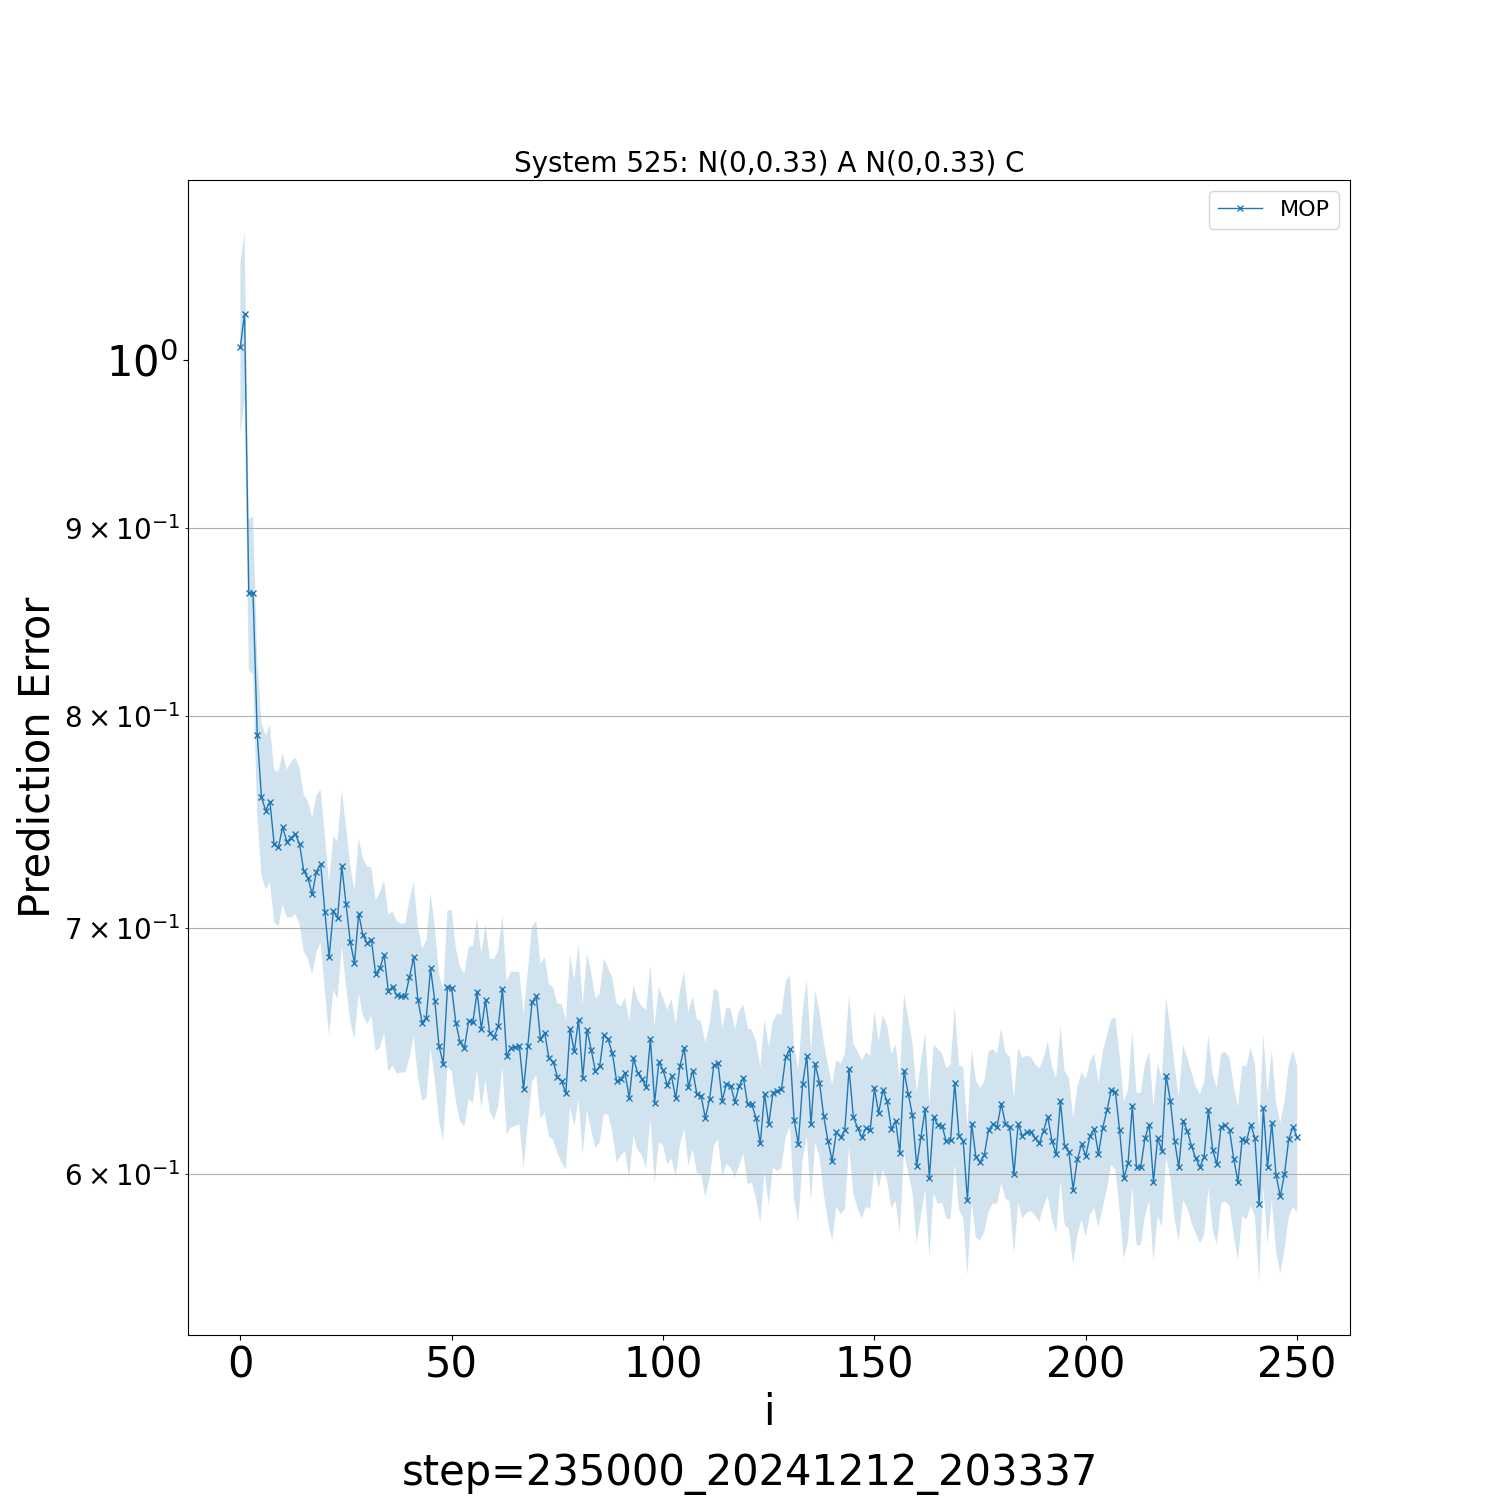 System 525: N(0,0.33) A N(0,0.33) C
MOP
10⁰
9 × 10⁻¹
8 × 10⁻¹
7 × 10⁻¹
6 × 10⁻¹
Prediction Error
0 50 100 150 200 250
i
step=235000_20241212_203337